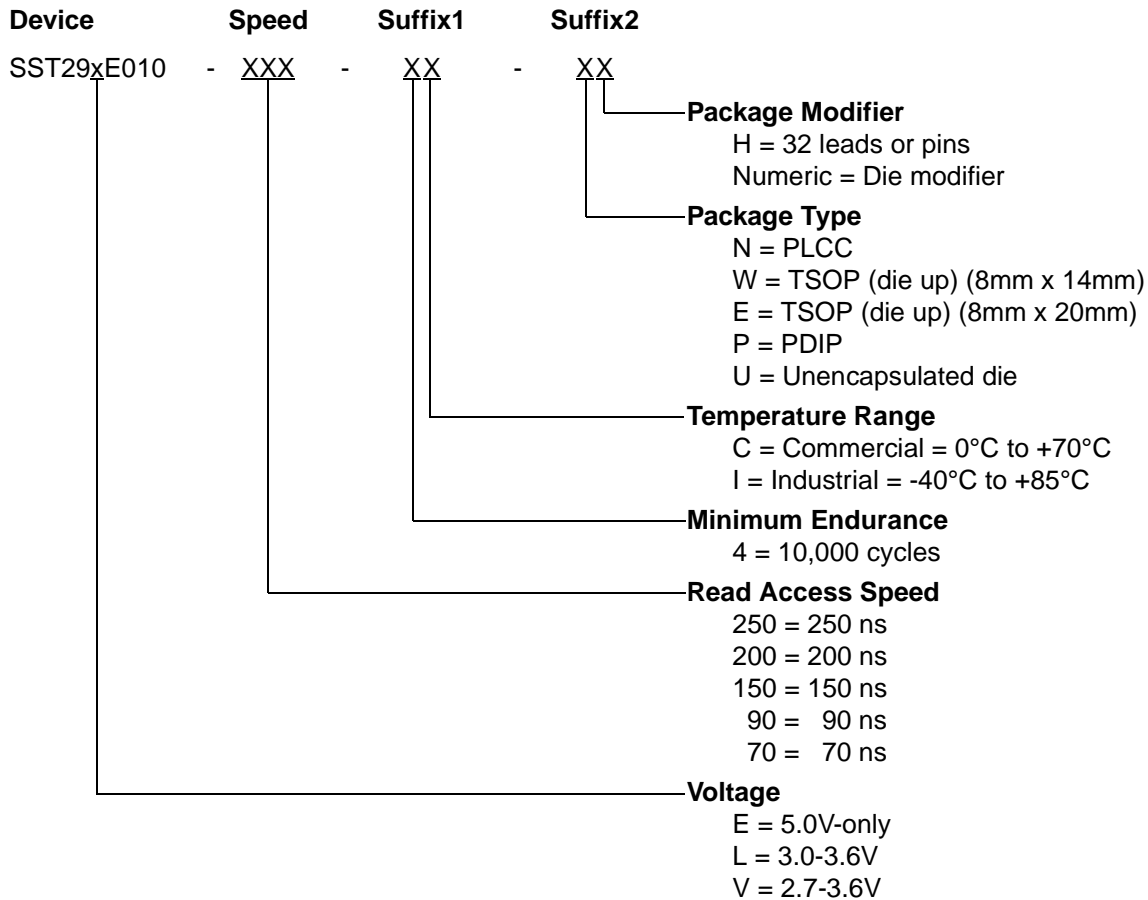 Device Speed Suffix1 Suffix2
SST29xE010 - XXX - XX - XX
Package Modifier
H = 32 leads or pins
Numeric = Die modifier
Package Type
N = PLCC
W = TSOP (die up) (8mm x 14mm)
E = TSOP (die up) (8mm x 20mm)
P = PDIP
U = Unencapsulated die
Temperature Range
C = Commercial = 0°C to +70°C
I = Industrial = -40°C to +85°C
Minimum Endurance
4 = 10,000 cycles
Read Access Speed
250 = 250 ns
200 = 200 ns
150 = 150 ns
90 = 90 ns
70 = 70 ns
Voltage
E = 5.0V-only
L = 3.0-3.6V
V = 2.7-3.6V